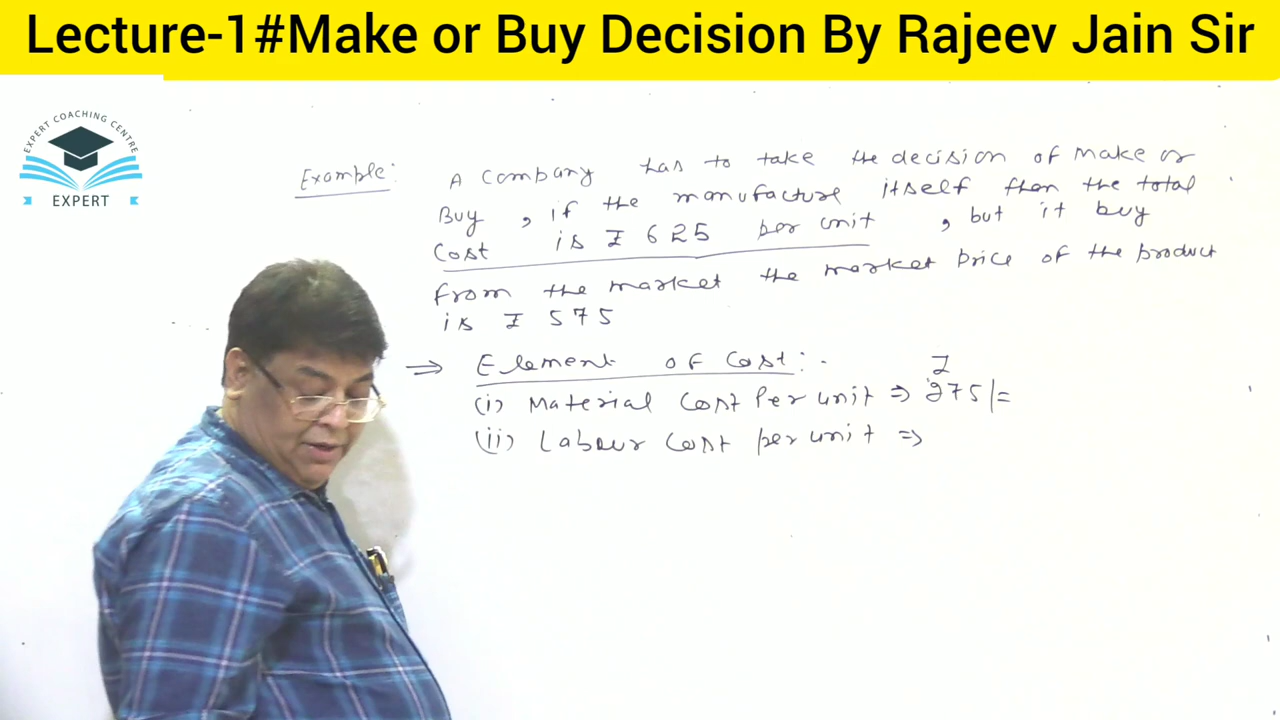 Lecture-1#Make or Buy Decision By Rajeev Jain Sir
EXPERT COACHING CENTRE
EXPERT
Example:
A company has to take the decision of make or
Buy, if the manufacture itself then the total
Cost is ₹ 625 per unit, but it buy
from the market the market price of the product
is ₹ 575
⇒ Element of Cost:-
₹
(i) Material Cost Per unit ⇒ 275/=
(ii) Labour Cost per unit ⇒